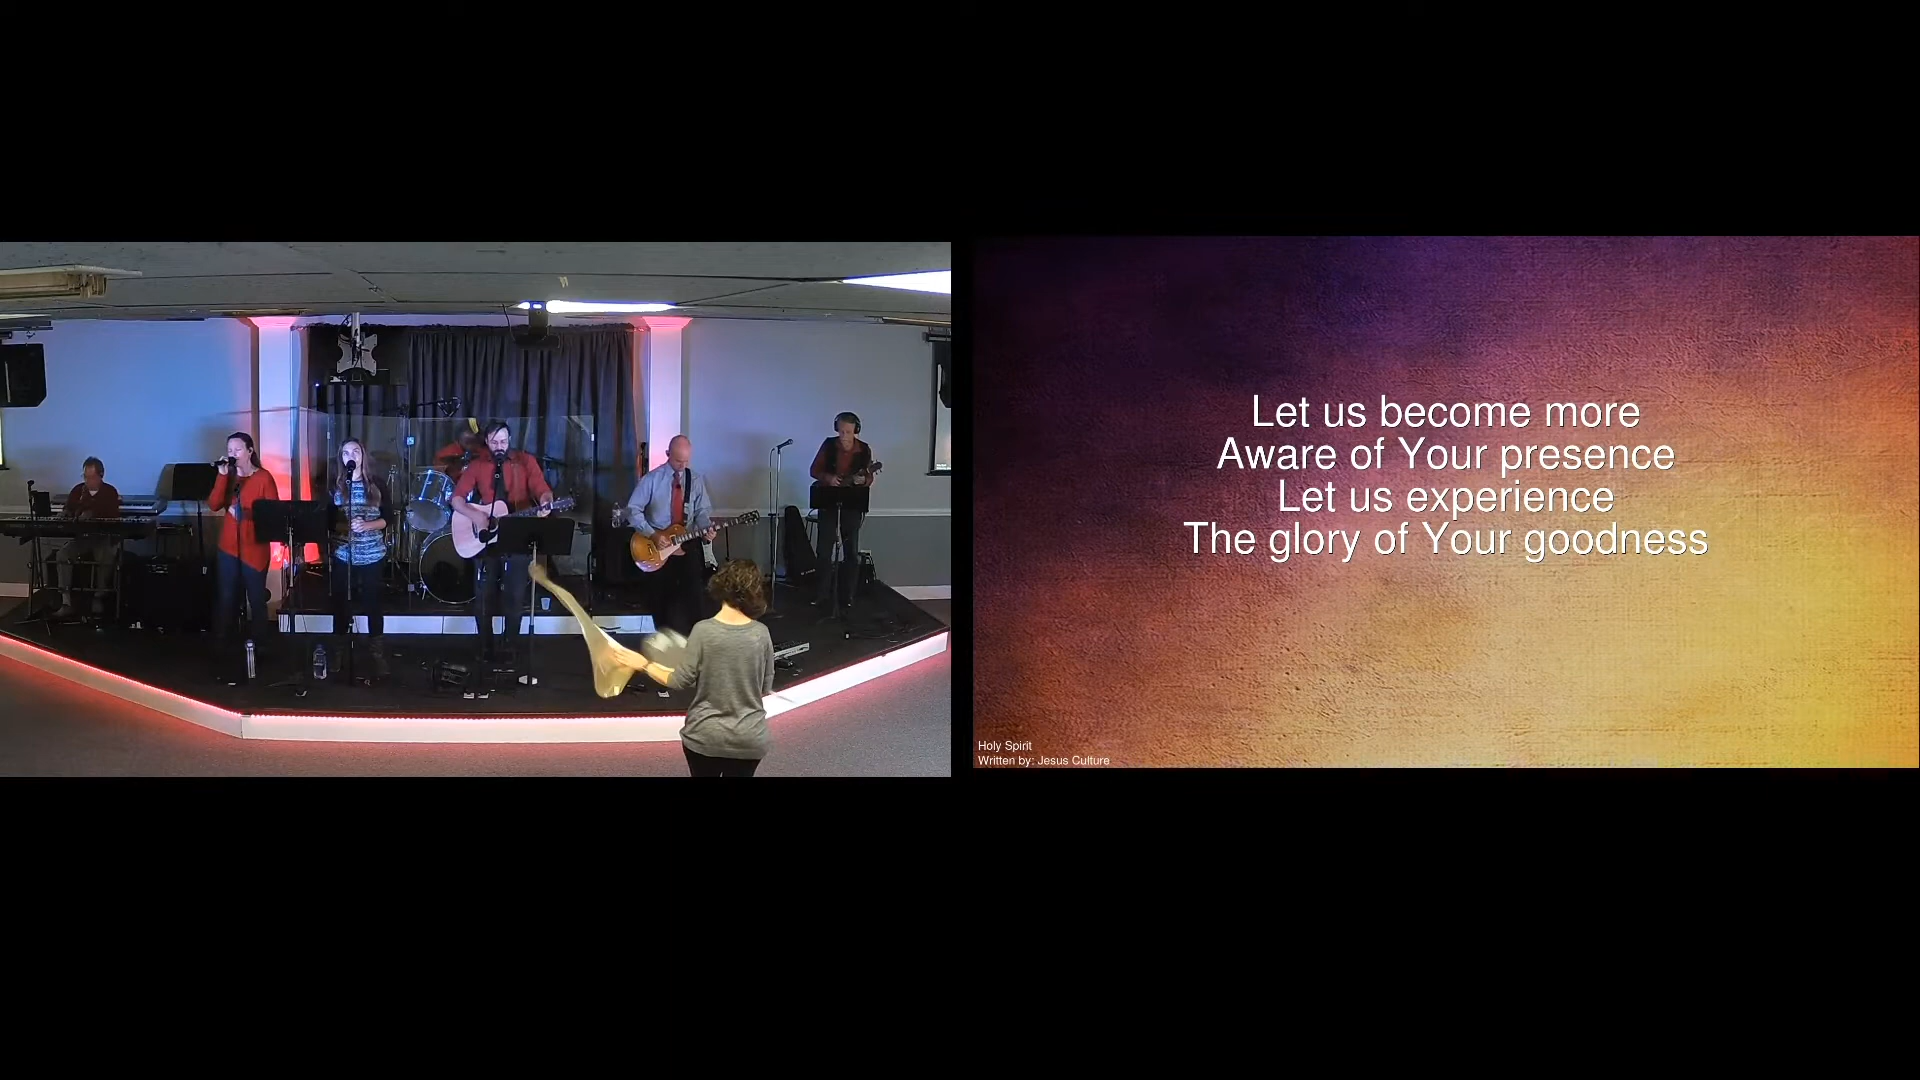 Let us become more
Aware of Your presence
Let us experience
The glory of Your goodness
Holy Spirit
Written by: Jesus Culture